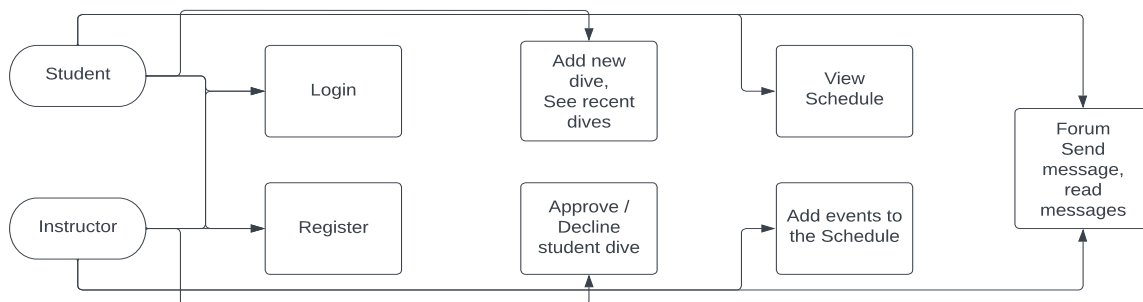 Student
Login
Add new
dive,
See recent
dives
View
Schedule
Forum
Send
message,
read
messages
Instructor
Register
Approve /
Decline
student dive
Add events to
the Schedule